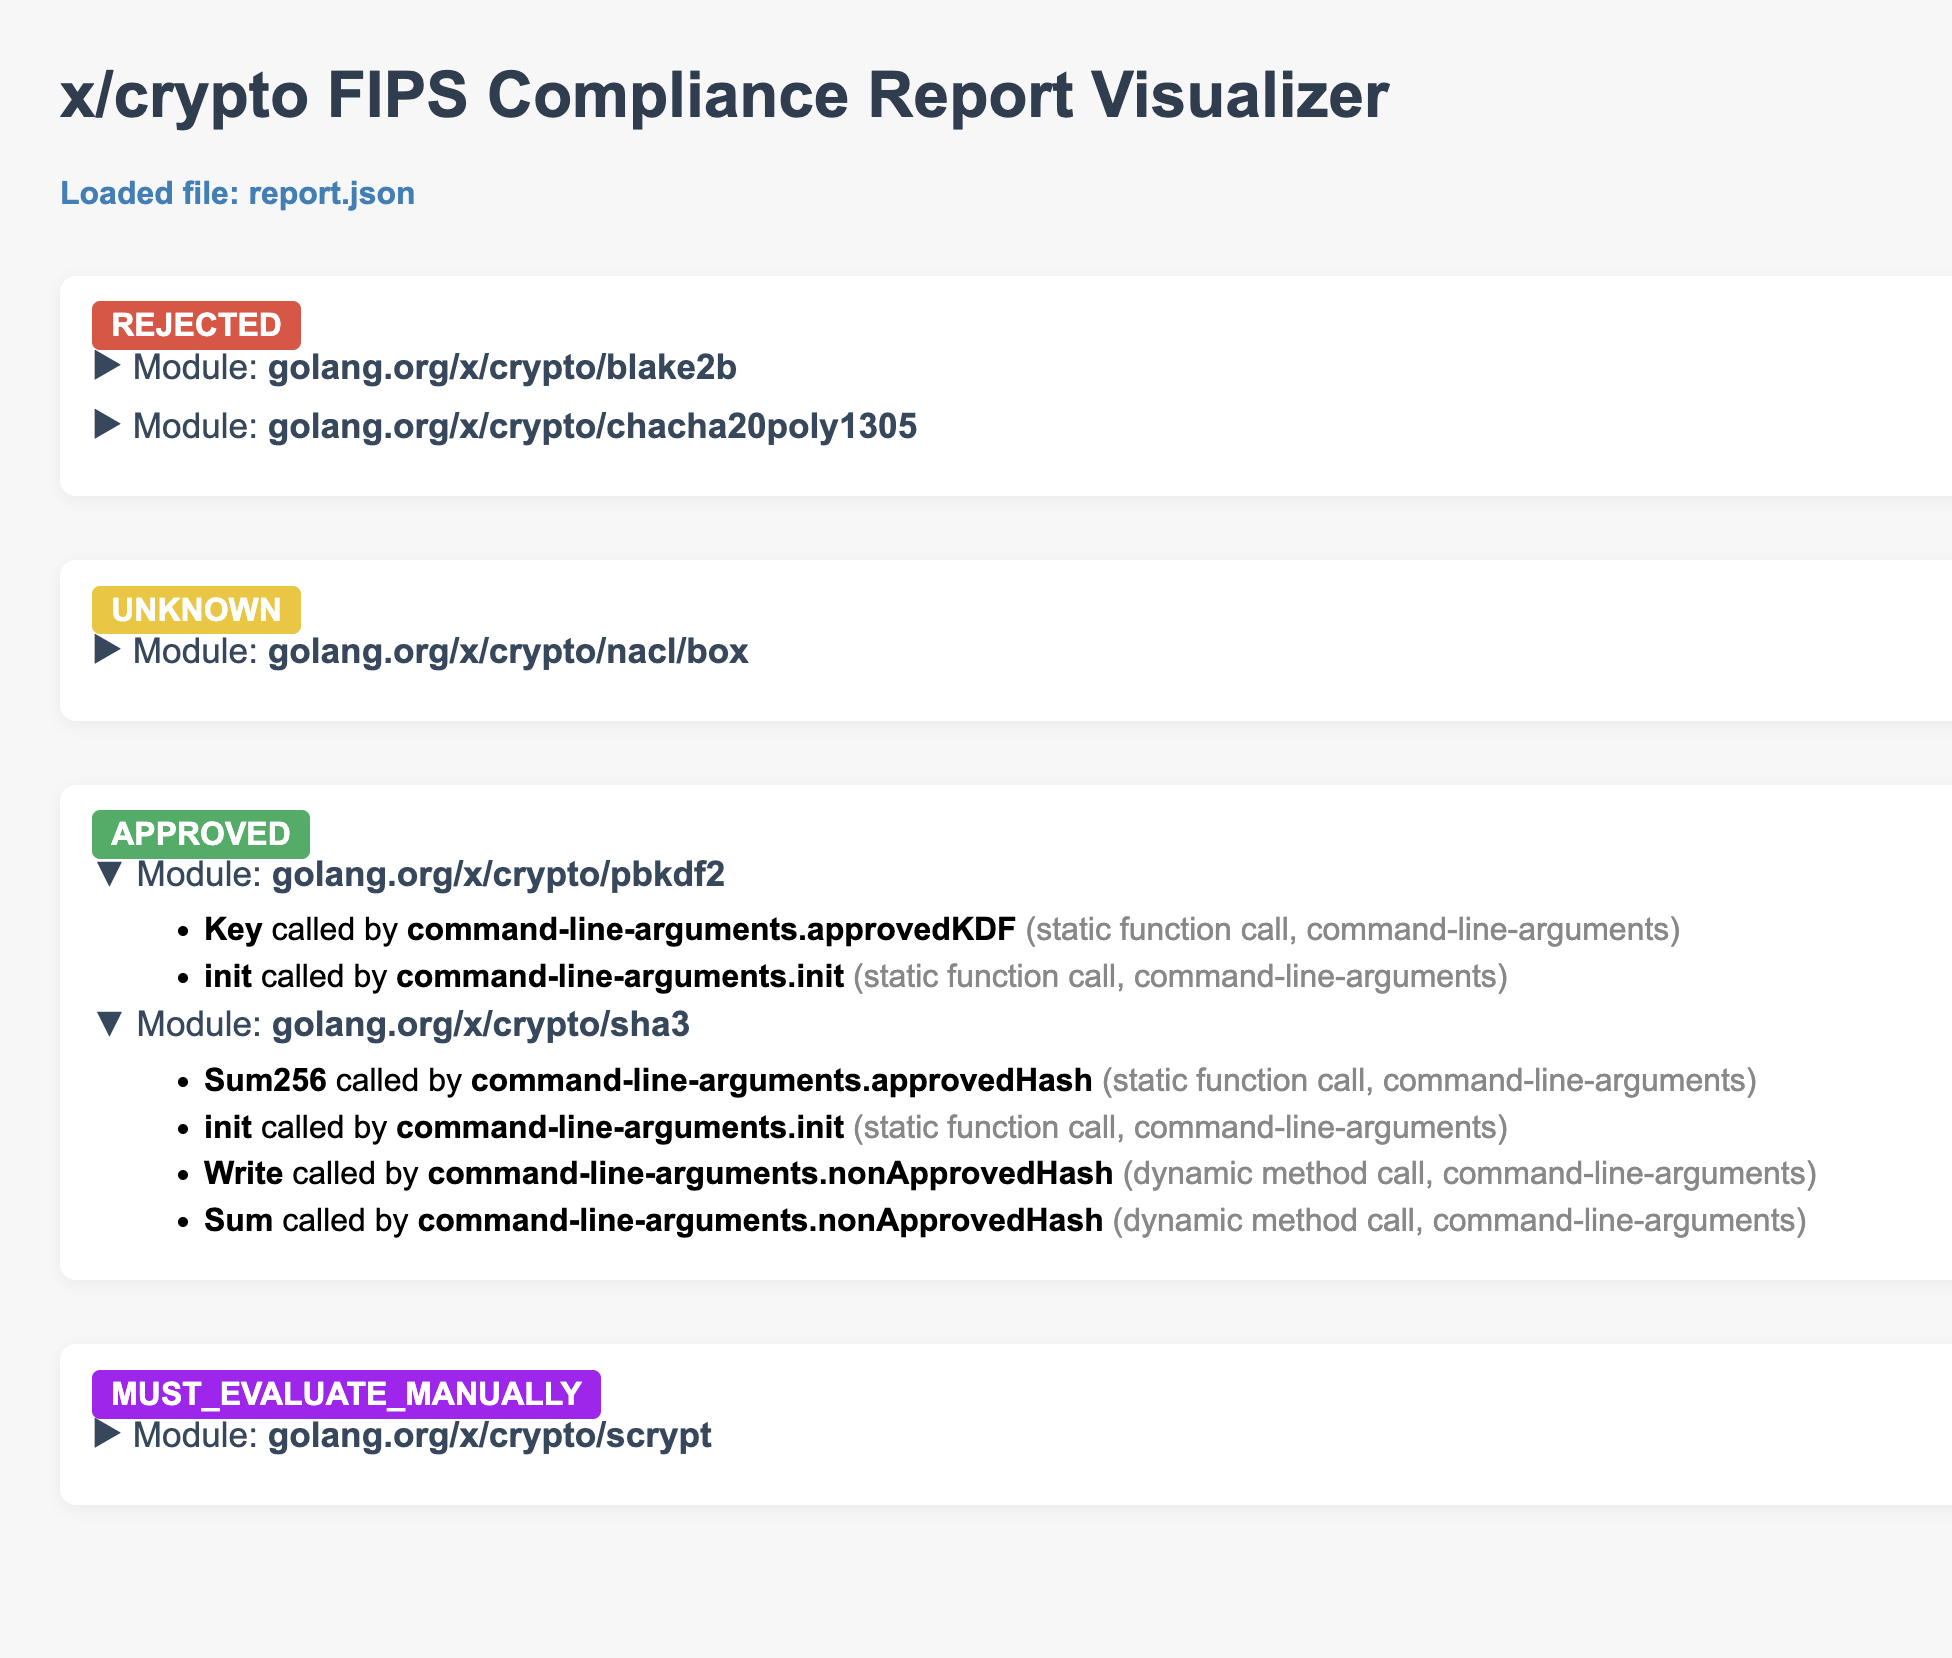 x/crypto FIPS Compliance Report Visualizer
Loaded file: report.json
REJECTED
▶ Module: golang.org/x/crypto/blake2b
▶ Module: golang.org/x/crypto/chacha20poly1305
UNKNOWN
▶ Module: golang.org/x/crypto/nacl/box
APPROVED
▼ Module: golang.org/x/crypto/pbkdf2
• Key called by command-line-arguments.approvedKDF (static function call, command-line-arguments)
• init called by command-line-arguments.init (static function call, command-line-arguments)
▼ Module: golang.org/x/crypto/sha3
• Sum256 called by command-line-arguments.approvedHash (static function call, command-line-arguments)
• init called by command-line-arguments.init (static function call, command-line-arguments)
• Write called by command-line-arguments.nonApprovedHash (dynamic method call, command-line-arguments)
• Sum called by command-line-arguments.nonApprovedHash (dynamic method call, command-line-arguments)
MUST_EVALUATE_MANUALLY
▶ Module: golang.org/x/crypto/scrypt